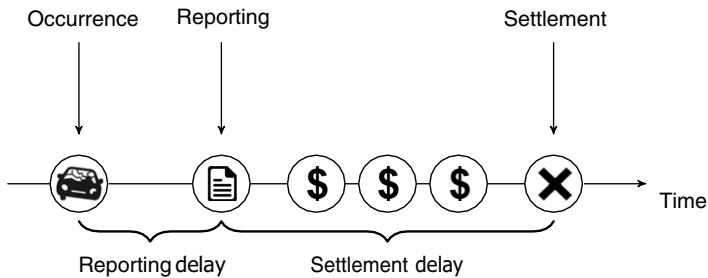 Occurrence Reporting Settlement
$ $ $
Time
Reporting delay Settlement delay